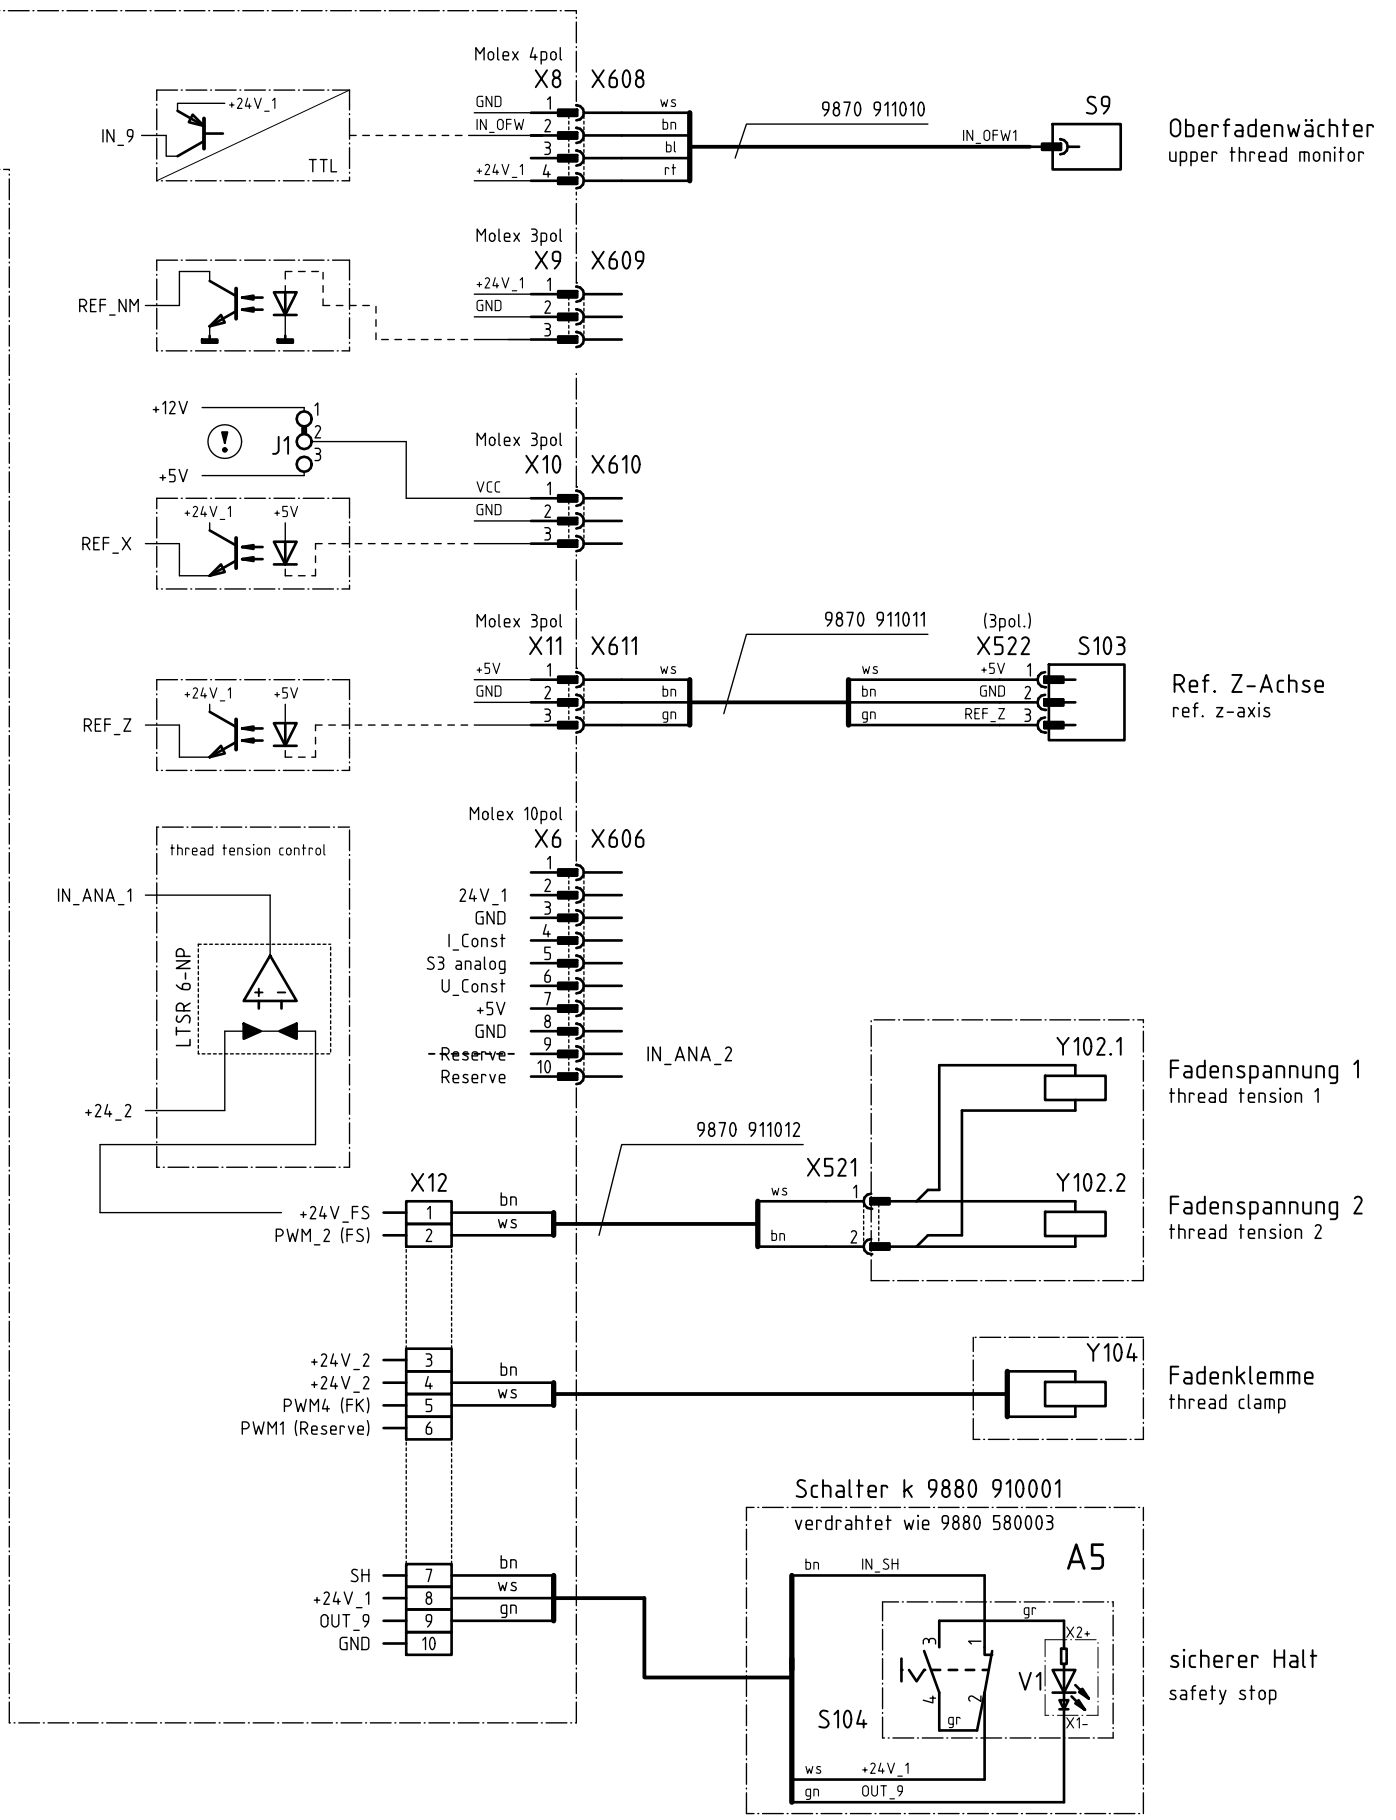 Molex 4pol
X8 X608
GND 1 ws
IN_OFW 2 bn
3 bl
+24V_1 4 rt
+24V_1
IN_9
TTL
9870 911010
IN_OFW1
S9
Oberfadenwächter
upper thread monitor
Molex 3pol
X9 X609
+24V_1 1
GND 2
3
REF_NM
+12V
1
2
3
J1
!
+5V
Molex 3pol
X10 X610
VCC 1
GND 2
3
+24V_1 +5V
REF_X
Molex 3pol
X11 X611
+5V 1 ws
GND 2 bn
3 gn
+24V_1 +5V
REF_Z
9870 911011
(3pol.)
X522 S103
ws +5V 1
bn GND 2
gn REF_Z 3
Ref. Z-Achse
ref. z-axis
Molex 10pol
X6 X606
1
24V_1 2
GND 3
I_Const 4
S3 analog 5
U_Const 6
+5V 7
GND 8
Reserve 9 IN_ANA_2
Reserve 10
thread tension control
IN_ANA_1
LTSR 6-NP
+ -
+24_2
9870 911012
X12
+24V_FS 1 bn
PWM_2 (FS) 2 ws
X521
ws 1
bn 2
Y102.1
Fadenspannung 1
thread tension 1
Y102.2
Fadenspannung 2
thread tension 2
+24V_2 3
+24V_2 4 bn
PWM4 (FK) 5 ws
PWM1 (Reserve) 6
Y104
Fadenklemme
thread clamp
SH 7 bn
+24V_1 8 ws
OUT_9 9 gn
GND 10
Schalter k 9880 910001
verdrahtet wie 9880 580003
A5
bn IN_SH
gr
3 1
X2+
V1
4 2
X1-
gr
S104
ws +24V_1
gn OUT_9
sicherer Halt
safety stop